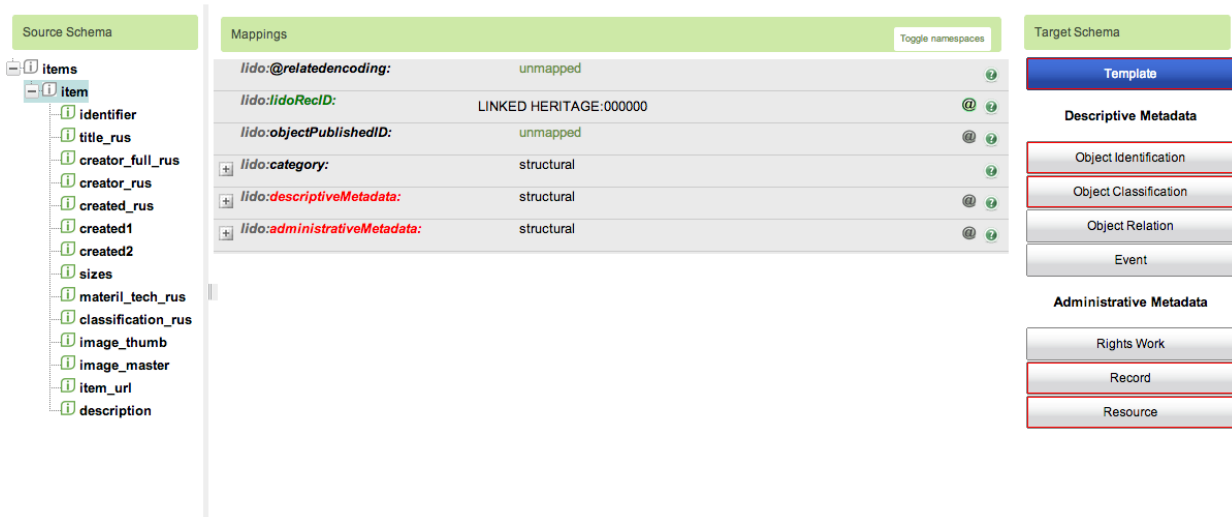 Source Schema
items
item
identifier
title_rus
creator_full_rus
creator_rus
created_rus
created1
created2
sizes
materil_tech_rus
classification_rus
image_thumb
image_master
item_url
description
Mappings
Toggle namespaces
lido:@relatedencoding: unmapped
lido:lidoRecID: LINKED HERITAGE:000000
lido:objectPublishedID: unmapped
lido:category: structural
lido:descriptiveMetadata: structural
lido:administrativeMetadata: structural
Target Schema
Template
Descriptive Metadata
Object Identification
Object Classification
Object Relation
Event
Administrative Metadata
Rights Work
Record
Resource